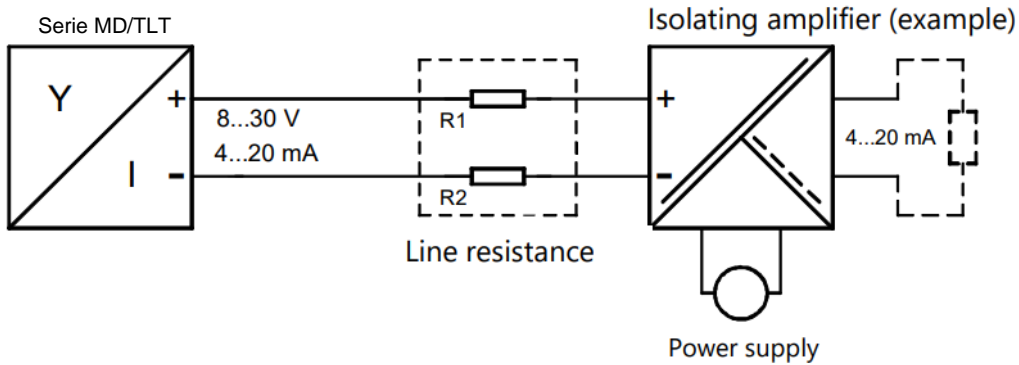 Serie MD/TLT
Isolating amplifier (example)
Y
I
+
-
8...30 V
4...20 mA
R1
R2
Line resistance
+
-
4...20 mA
Power supply